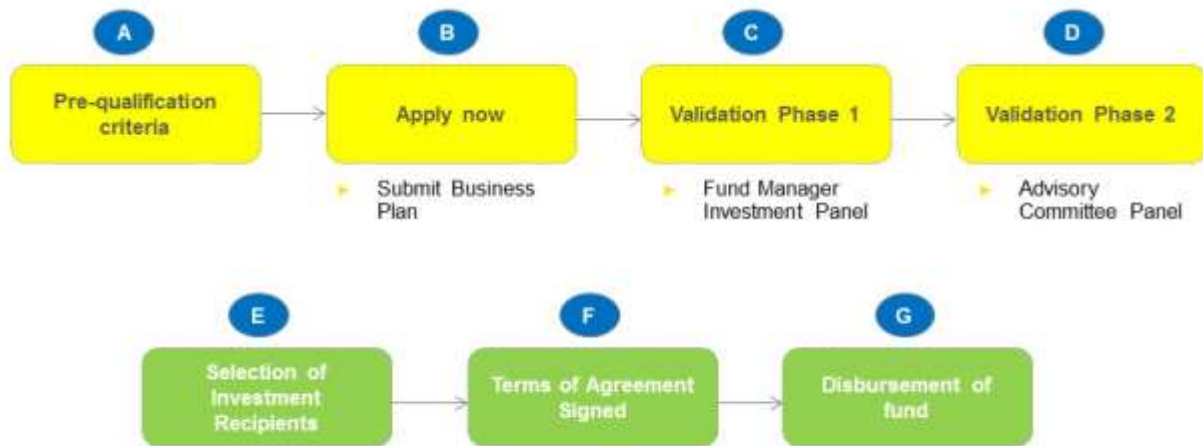 A
B
C
D
Pre-qualification
criteria
Apply now
Validation Phase 1
Validation Phase 2
Submit Business
Plan
Fund Manager
Investment Panel
Advisory
Committee Panel
E
F
G
Selection of
Investment
Recipients
Terms of Agreement
Signed
Disbursement of
fund